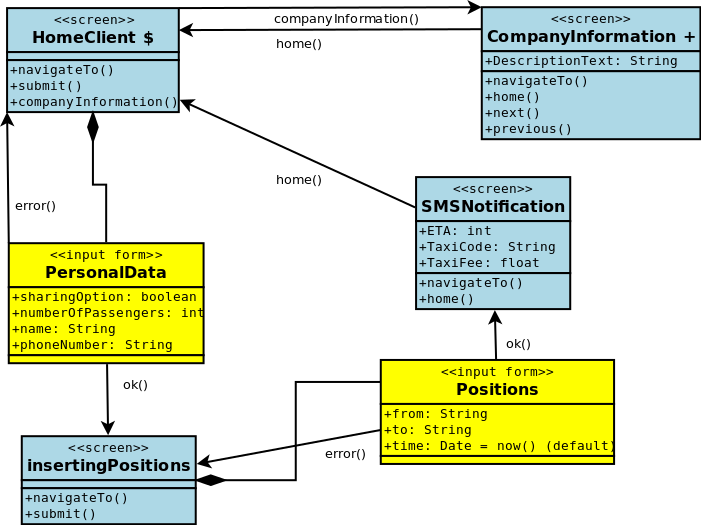 <<screen>>
HomeClient $
+navigateTo()
+submit()
+companyInformation()
companyInformation()
home()
<<screen>>
CompanyInformation +
+DescriptionText: String
+navigateTo()
+home()
+next()
+previous()
home()
error()
<<screen>>
SMSNotification
+ETA: int
+TaxiCode: String
+TaxiFee: float
+navigateTo()
+home()
<<input form>>
PersonalData
+sharingOption: boolean
+numberOfPassengers: int
+name: String
+phoneNumber: String
ok()
ok()
<<input form>>
Positions
+from: String
+to: String
+time: Date = now() (default)
error()
<<screen>>
insertingPositions
+navigateTo()
+submit()